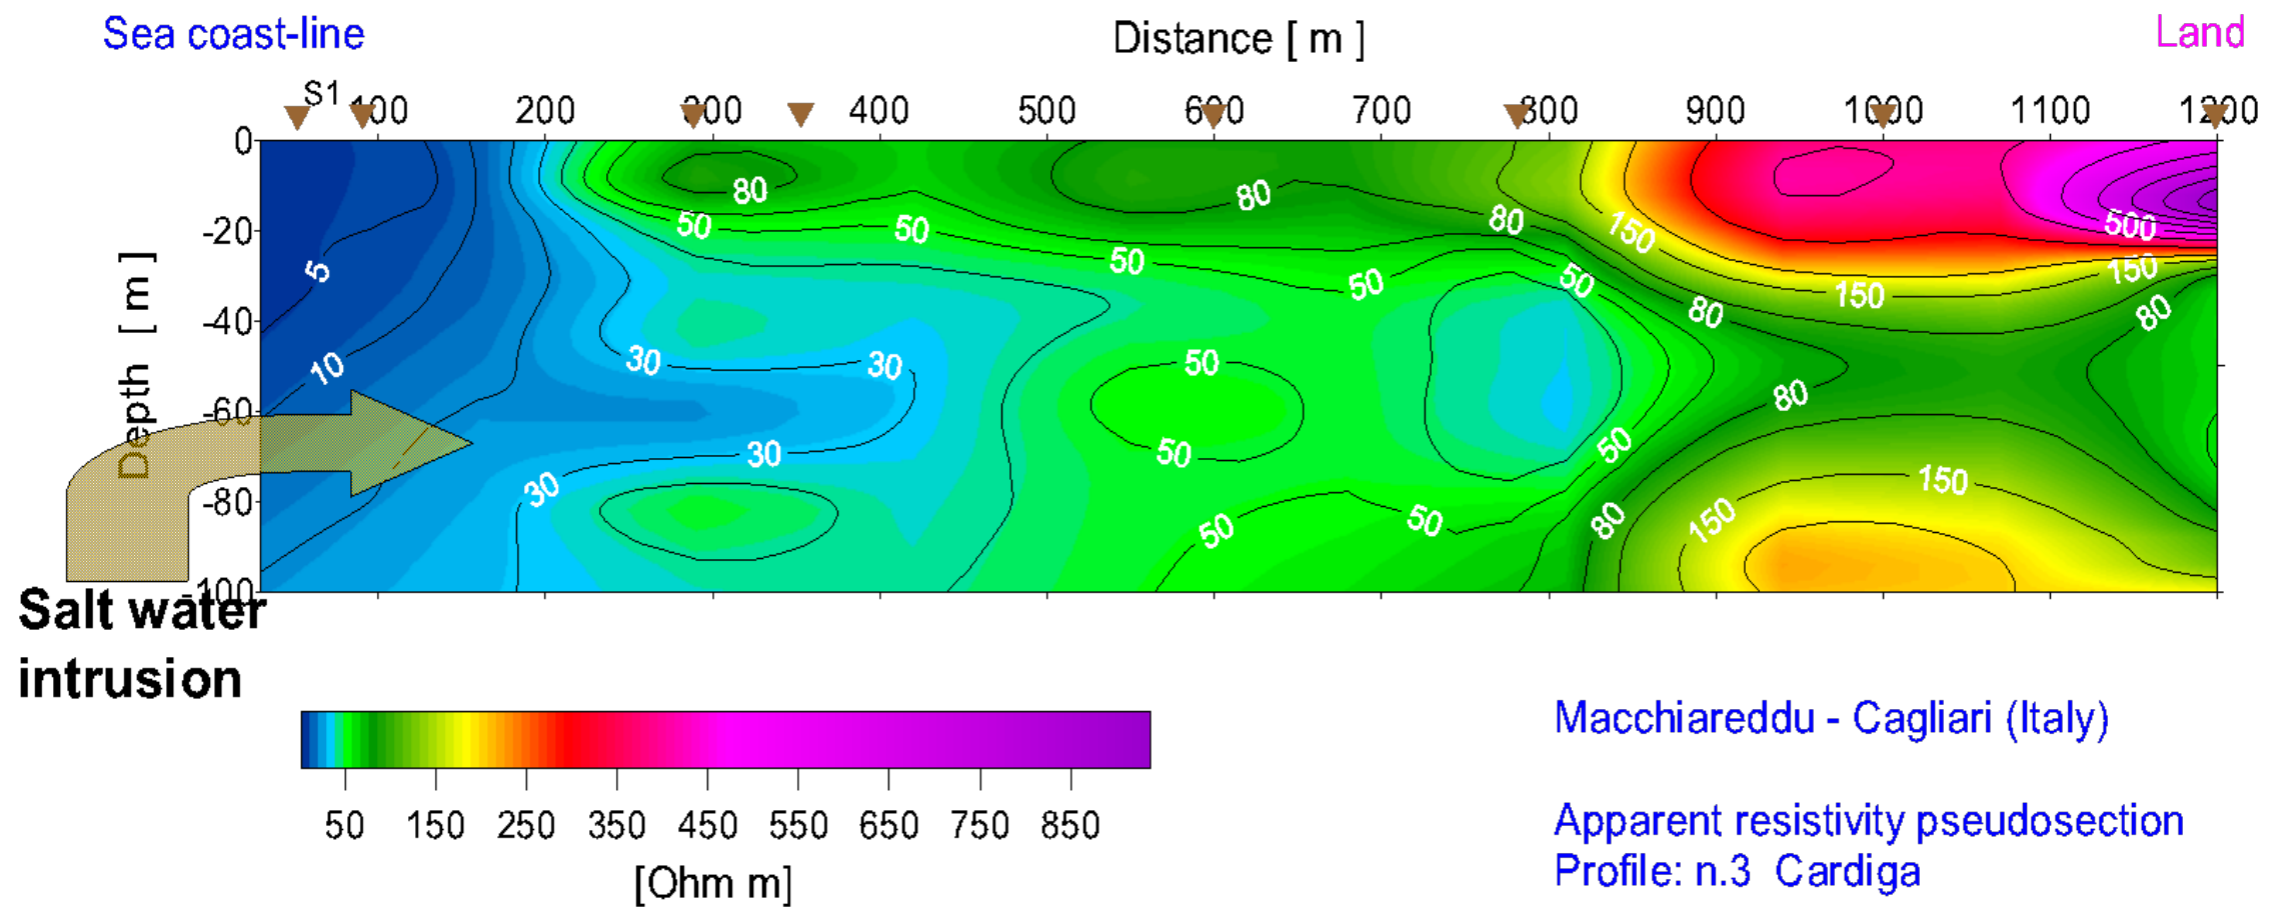 Sea coast-line
Distance [ m ]
Land
S1
100 200 300 400 500 600 700 800 900 1000 1100 1200
0
-20
-40
-60
-80
-100
Depth [ m ]
5
10
30
30
30
30
80
50
50
50
50
80
80
50
50
50
50
50
50
80
80
80
80
150
150
150
150
150
500
Salt water
intrusion
50 150 250 350 450 550 650 750 850
[Ohm m]
Macchiareddu - Cagliari (Italy)
Apparent resistivity pseudosection
Profile: n.3 Cardiga